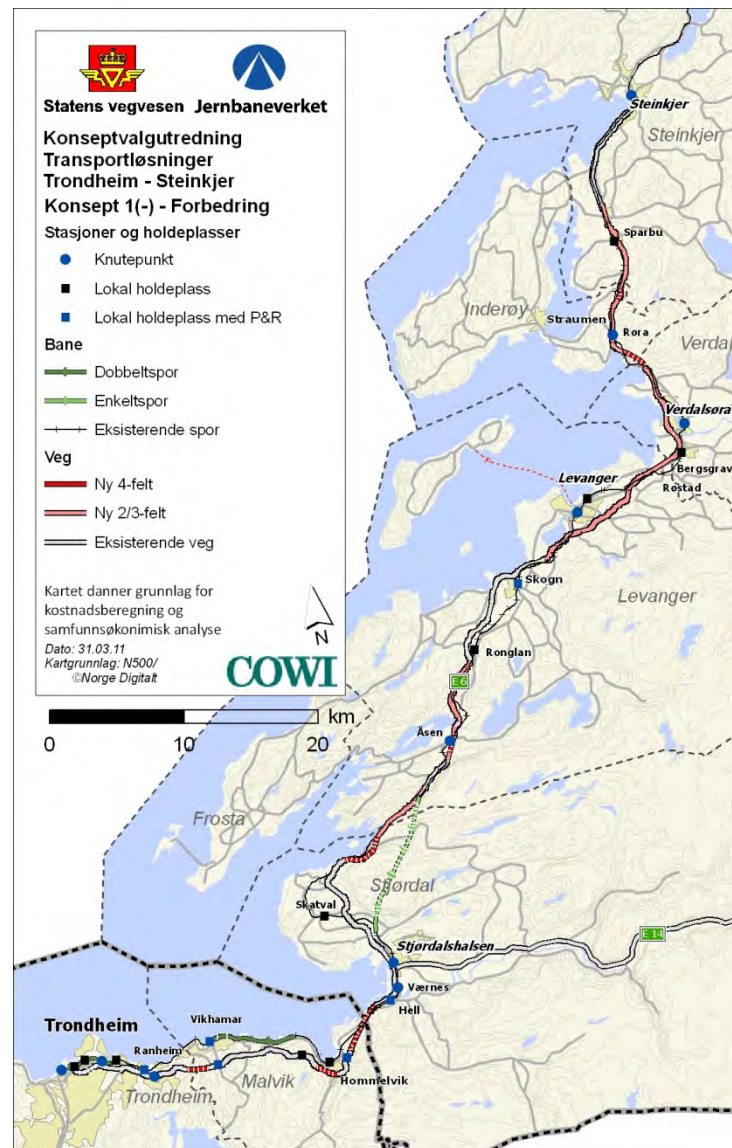 Statens vegvesen Jernbaneverket
Konseptvalgutredning
Transportløsninger
Trondheim - Steinkjer
Konsept 1(-) - Forbedring
Stasjoner og holdeplasser
Knutepunkt
Lokal holdeplass
Lokal holdeplass med P&R
Bane
Dobbeltspor
Enkeltspor
Eksisterende spor
Veg
Ny 4-felt
Ny 2/3-felt
Eksisterende veg
Kartet danner grunnlag for
kostnadsberegning og
samfunnsøkonimisk analyse
Dato: 31.03.11
Kartgrunnlag: N500/
©Norge Digitalt
N
COWI
km
0 10 20
Steinkjer
Steinkjer
Sparbu
Inderøy
Straumen
Røra
Verdal
Verdalsøra
Bergsgrav
Røstad
Levanger
Skogn
Levanger
Ronglan
E 6
Åsen
Frosta
Stjørdal
Skatval
E 14
Stjørdalshalsen
Værnes
Hell
Trondheim
Vikhamar
Ranheim
Hommelvik
Malvik
Trondheim